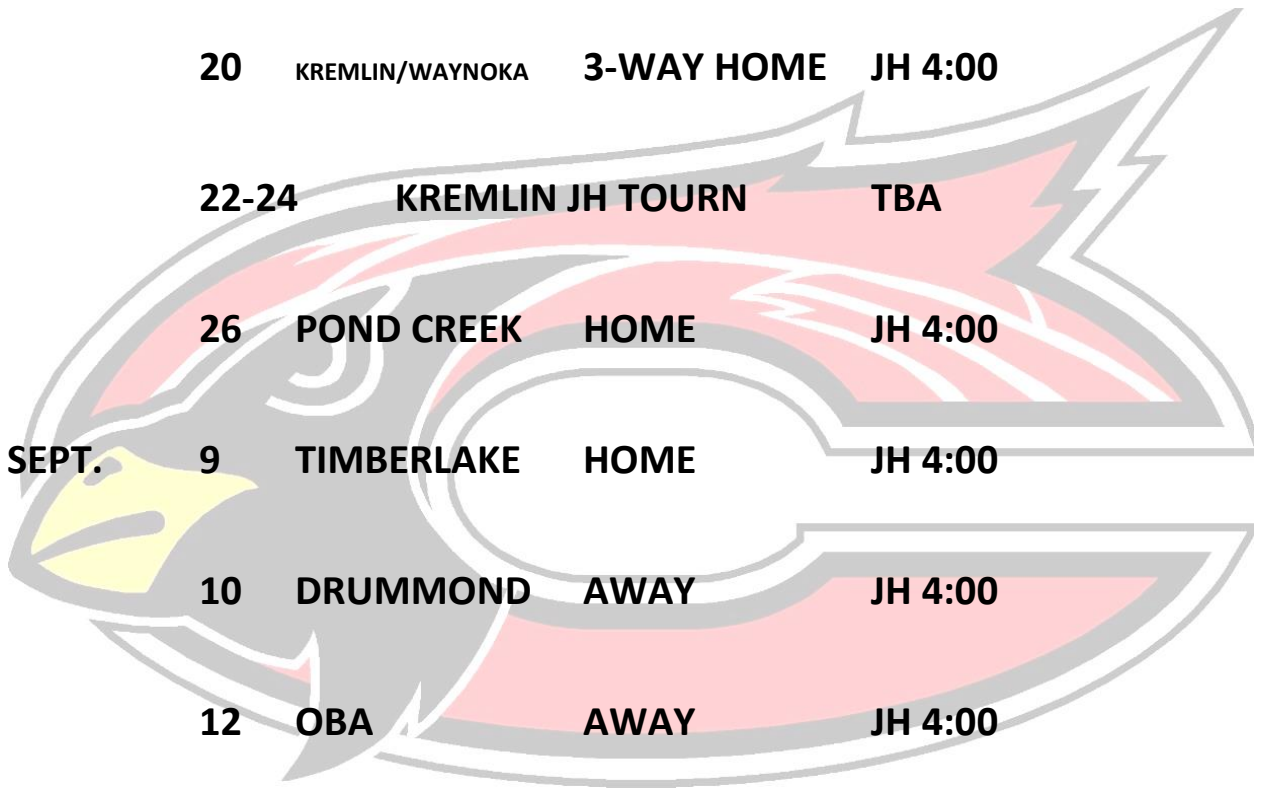 20 KREMLIN/WAYNOKA 3-WAY HOME JH 4:00
22-24 KREMLIN JH TOURN TBA
26 POND CREEK HOME JH 4:00
SEPT. 9 TIMBERLAKE HOME JH 4:00
10 DRUMMOND AWAY JH 4:00
12 OBA AWAY JH 4:00